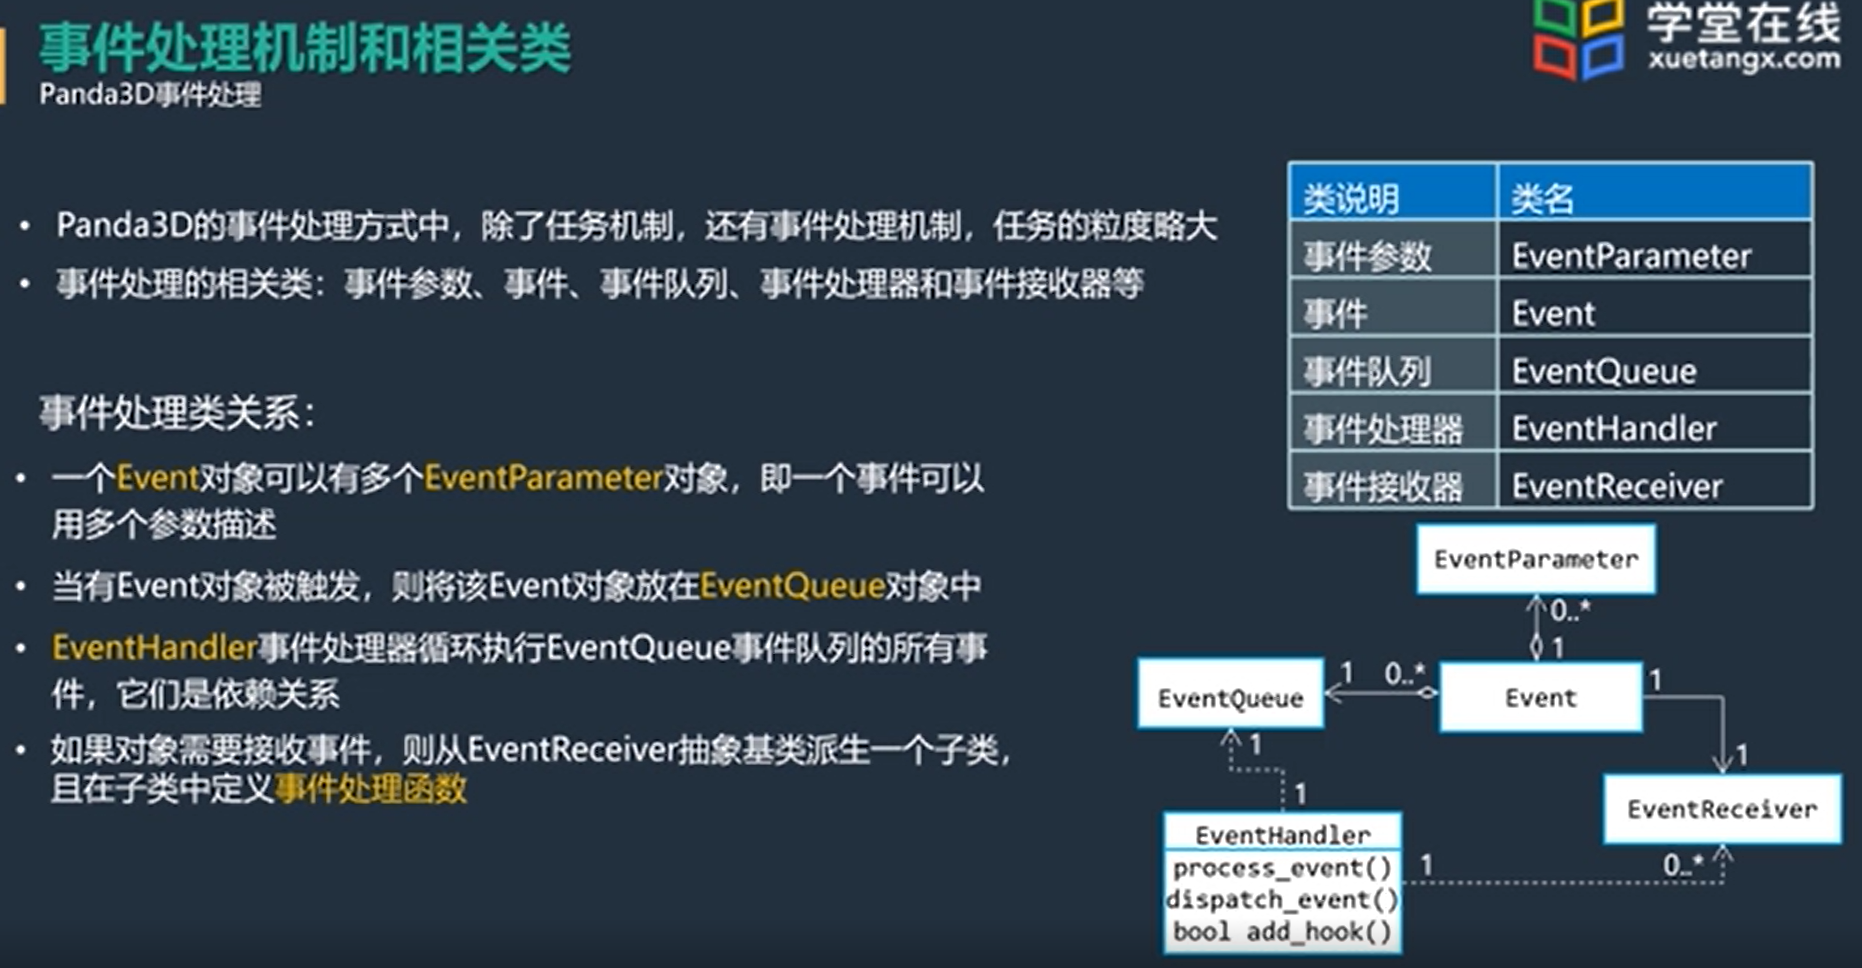 事件处理机制和相关类
Panda3D事件处理
学堂在线
xuetangx.com
• Panda3D的事件处理方式中，除了任务机制，还有事件处理机制，任务的粒度略大
• 事件处理的相关类：事件参数、事件、事件队列、事件处理器和事件接收器等
事件处理类关系：
• 一个Event对象可以有多个EventParameter对象，即一个事件可以
用多个参数描述
• 当有Event对象被触发，则将该Event对象放在EventQueue对象中
• EventHandler事件处理器循环执行EventQueue事件队列的所有事
件，它们是依赖关系
• 如果对象需要接收事件，则从EventReceiver抽象基类派生一个子类，
且在子类中定义事件处理函数
类说明 类名
事件参数 EventParameter
事件 Event
事件队列 EventQueue
事件处理器 EventHandler
事件接收器 EventReceiver
EventParameter
0..*
1
EventQueue 1 0..* Event 1
1
1
1
EventReceiver
EventHandler
process_event()
dispatch_event()
bool add_hook()
1 0..*